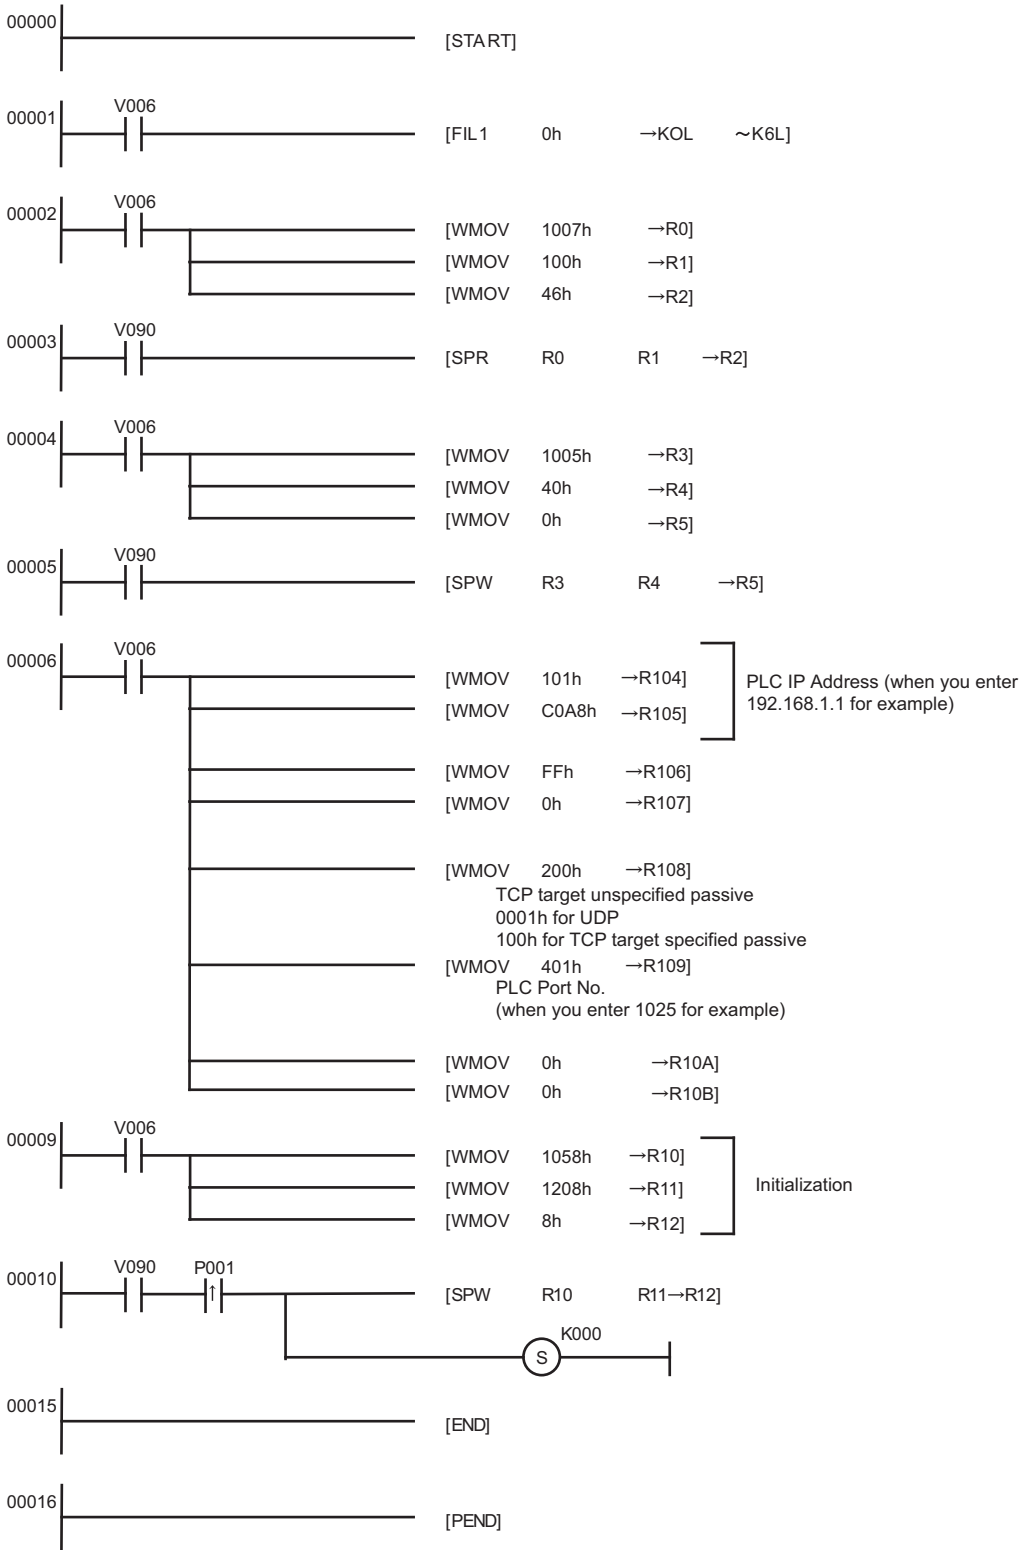 00000
[START]
00001
V006
[FIL1 0h →KOL ~K6L]
00002
V006
[WMOV 1007h →R0]
[WMOV 100h →R1]
[WMOV 46h →R2]
00003
V090
[SPR R0 R1 →R2]
00004
V006
[WMOV 1005h →R3]
[WMOV 40h →R4]
[WMOV 0h →R5]
00005
V090
[SPW R3 R4 →R5]
00006
V006
[WMOV 101h →R104]
[WMOV C0A8h →R105]
PLC IP Address (when you enter
192.168.1.1 for example)
[WMOV FFh →R106]
[WMOV 0h →R107]
[WMOV 200h →R108]
TCP target unspecified passive
0001h for UDP
100h for TCP target specified passive
[WMOV 401h →R109]
PLC Port No.
(when you enter 1025 for example)
[WMOV 0h →R10A]
[WMOV 0h →R10B]
00009
V006
[WMOV 1058h →R10]
[WMOV 1208h →R11]
[WMOV 8h →R12]
Initialization
00010
V090 P001
↑
[SPW R10 R11→R12]
K000
S
00015
[END]
00016
[PEND]